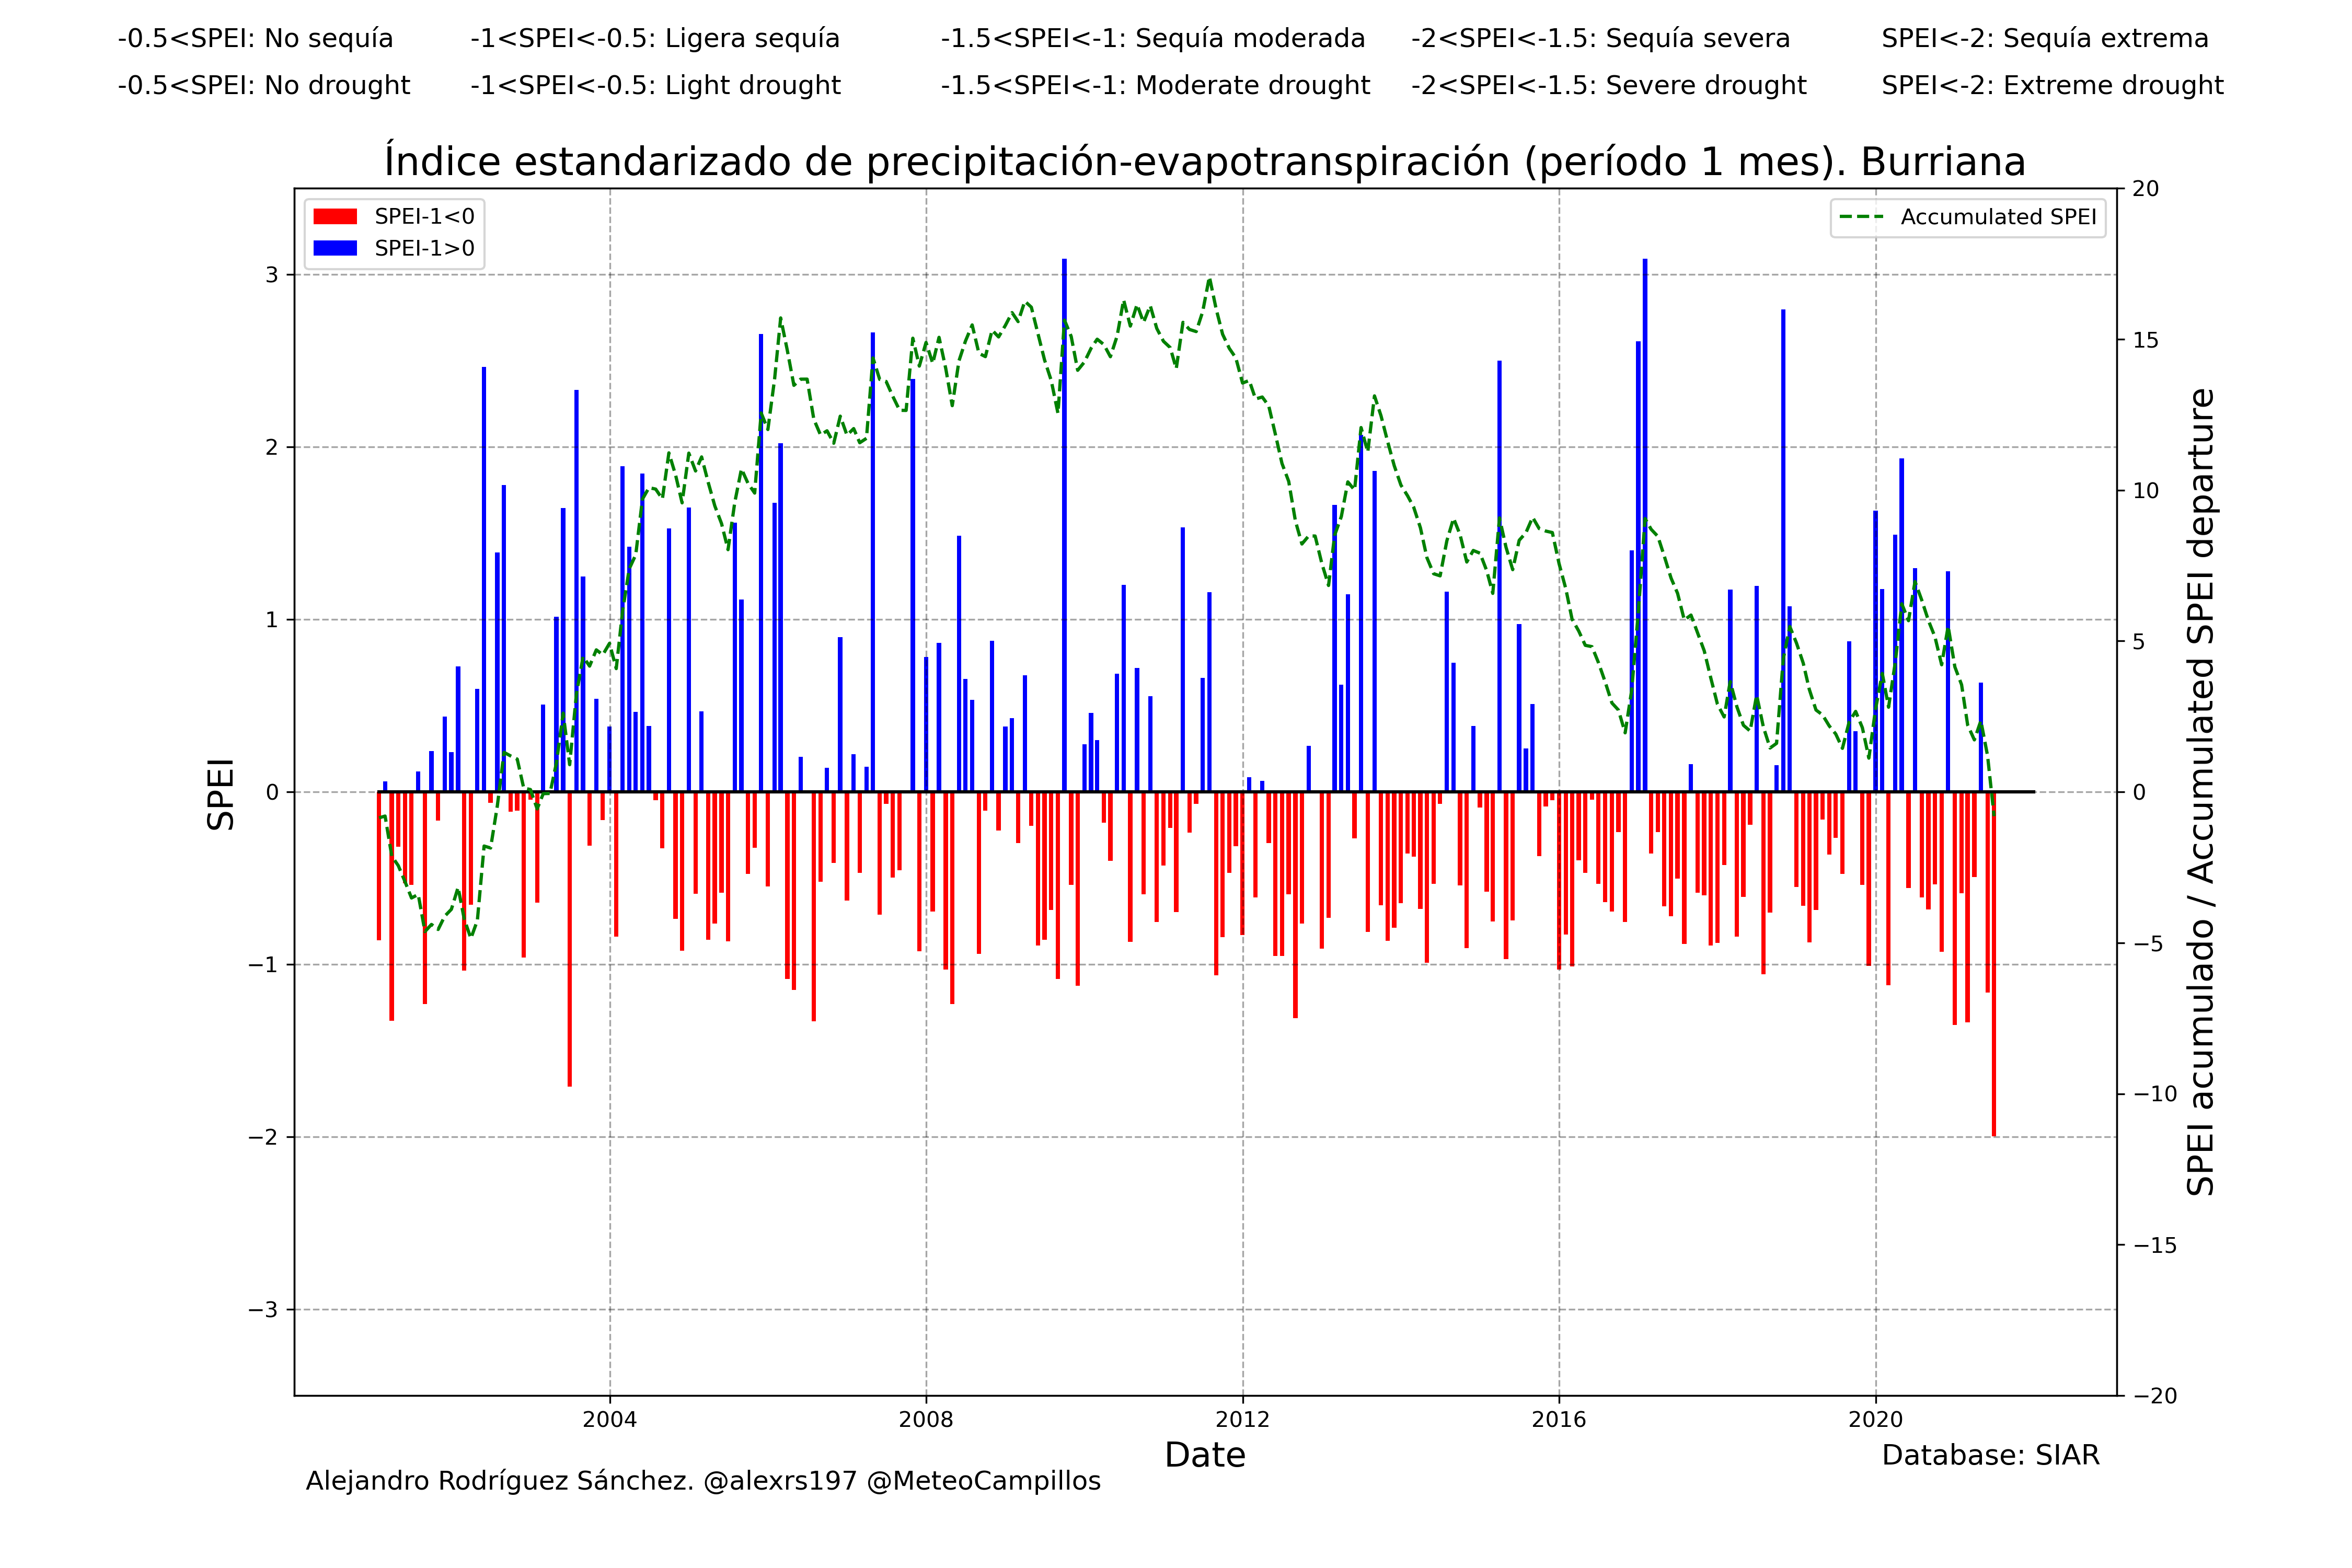 -0.5<SPEI: No sequía -1<SPEI<-0.5: Ligera sequía -1.5<SPEI<-1: Sequía moderada -2<SPEI<-1.5: Sequía severa SPEI<-2: Sequía extrema
-0.5<SPEI: No drought -1<SPEI<-0.5: Light drought -1.5<SPEI<-1: Moderate drought -2<SPEI<-1.5: Severe drought SPEI<-2: Extreme drought
Índice estandarizado de precipitación-evapotranspiración (período 1 mes). Burriana
SPEI-1<0
SPEI-1>0
Accumulated SPEI
SPEI
3
2
1
0
−1
−2
−3
20
15
10
5
0
−5
−10
−15
−20
SPEI acumulado / Accumulated SPEI departure
2004 2008 2012 2016 2020
Date
Database: SIAR
Alejandro Rodríguez Sánchez. @alexrs197 @MeteoCampillos